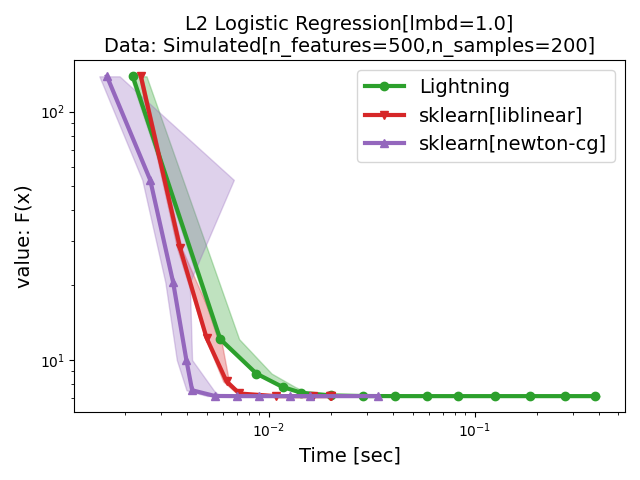 L2 Logistic Regression[lmbd=1.0]
Data: Simulated[n_features=500,n_samples=200]
Lightning
sklearn[liblinear]
sklearn[newton-cg]
value: F(x)
10²
10¹
10⁻²
10⁻¹
Time [sec]